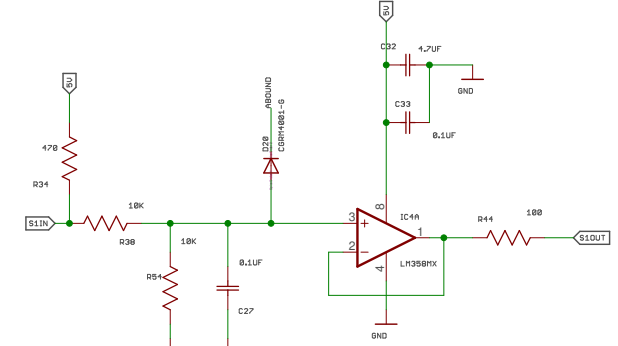 5V
C32
4.7UF
GND
C33
0.1UF
5V
ABOUND
D20
CGRM4001-G
470
R34
S1IN
10K
R38
10K
R54
0.1UF
C27
3
2
8
4
1
IC4A
LM358MX
GND
R44
100
S1OUT